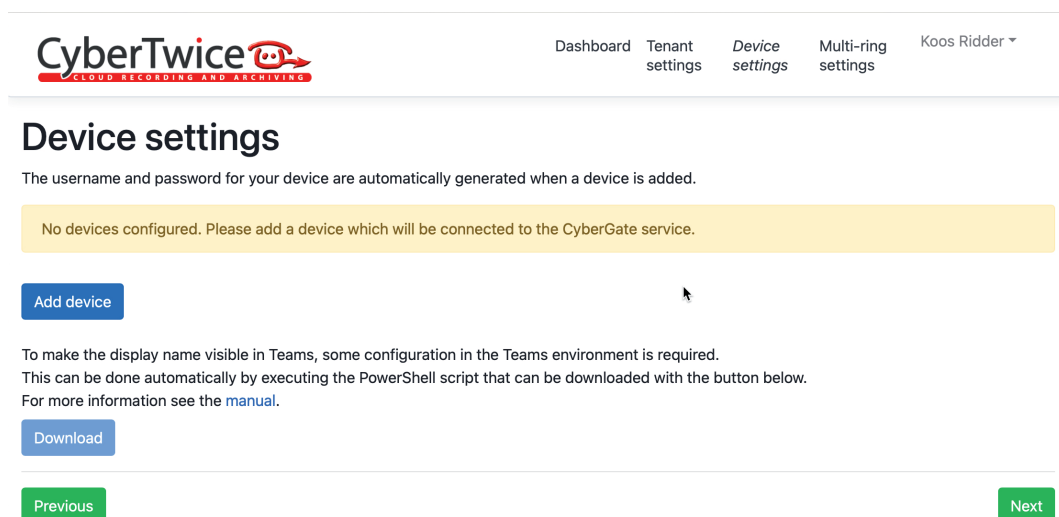 CyberTwice
CLOUD RECORDING AND ARCHIVING
Dashboard
Tenant
settings
Device
settings
Multi-ring
settings
Koos Ridder
Device settings
The username and password for your device are automatically generated when a device is added.
No devices configured. Please add a device which will be connected to the CyberGate service.
Add device
To make the display name visible in Teams, some configuration in the Teams environment is required.
This can be done automatically by executing the PowerShell script that can be downloaded with the button below.
For more information see the manual.
Download
Previous
Next